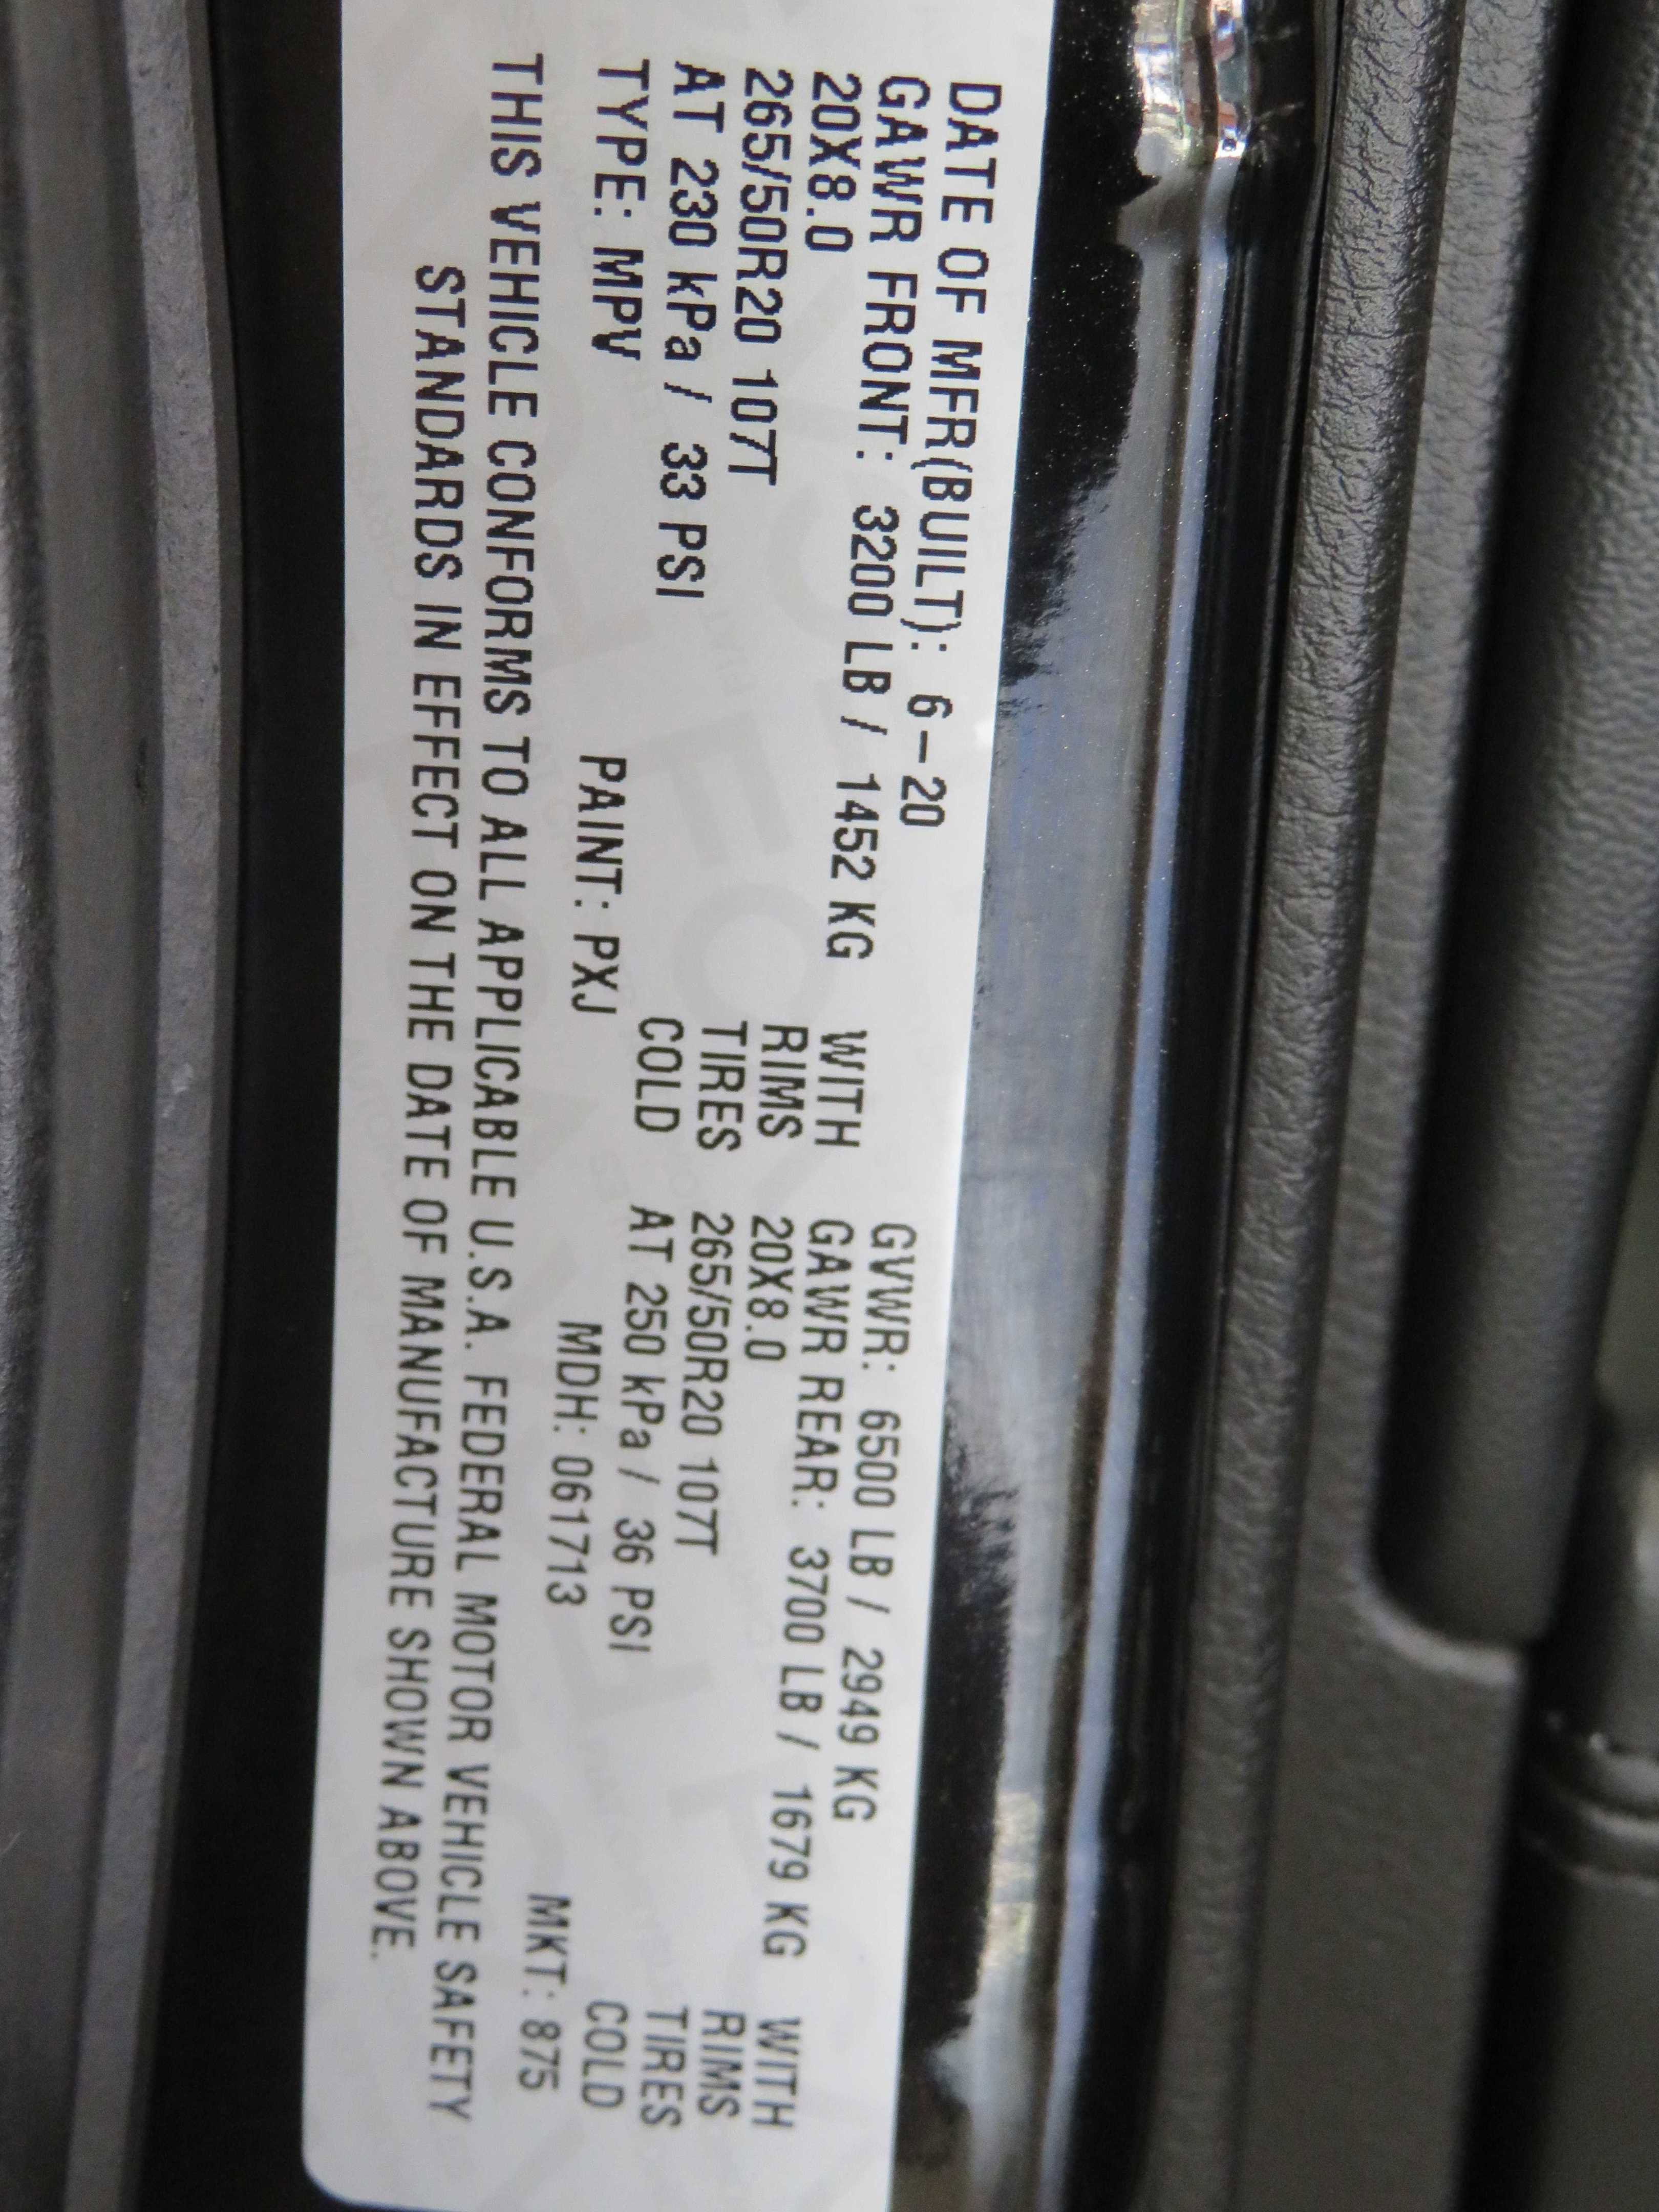 DATE OF MFR(BUILT): 6-20 GVWR: 6500 LB / 2949 KG
GAWR FRONT: 3200 LB / 1452 KG WITH GAWR REAR: 3700 LB / 1679 KG WITH
20X8.0 RIMS 20X8.0 RIMS
265/50R20 107T TIRES 265/50R20 107T TIRES
AT 230 kPa / 33 PSI COLD AT 250 kPa / 36 PSI COLD
TYPE: MPV PAINT: PXJ MDH: 061713 MKT: 875
THIS VEHICLE CONFORMS TO ALL APPLICABLE U.S.A. FEDERAL MOTOR VEHICLE SAFETY
STANDARDS IN EFFECT ON THE DATE OF MANUFACTURE SHOWN ABOVE.